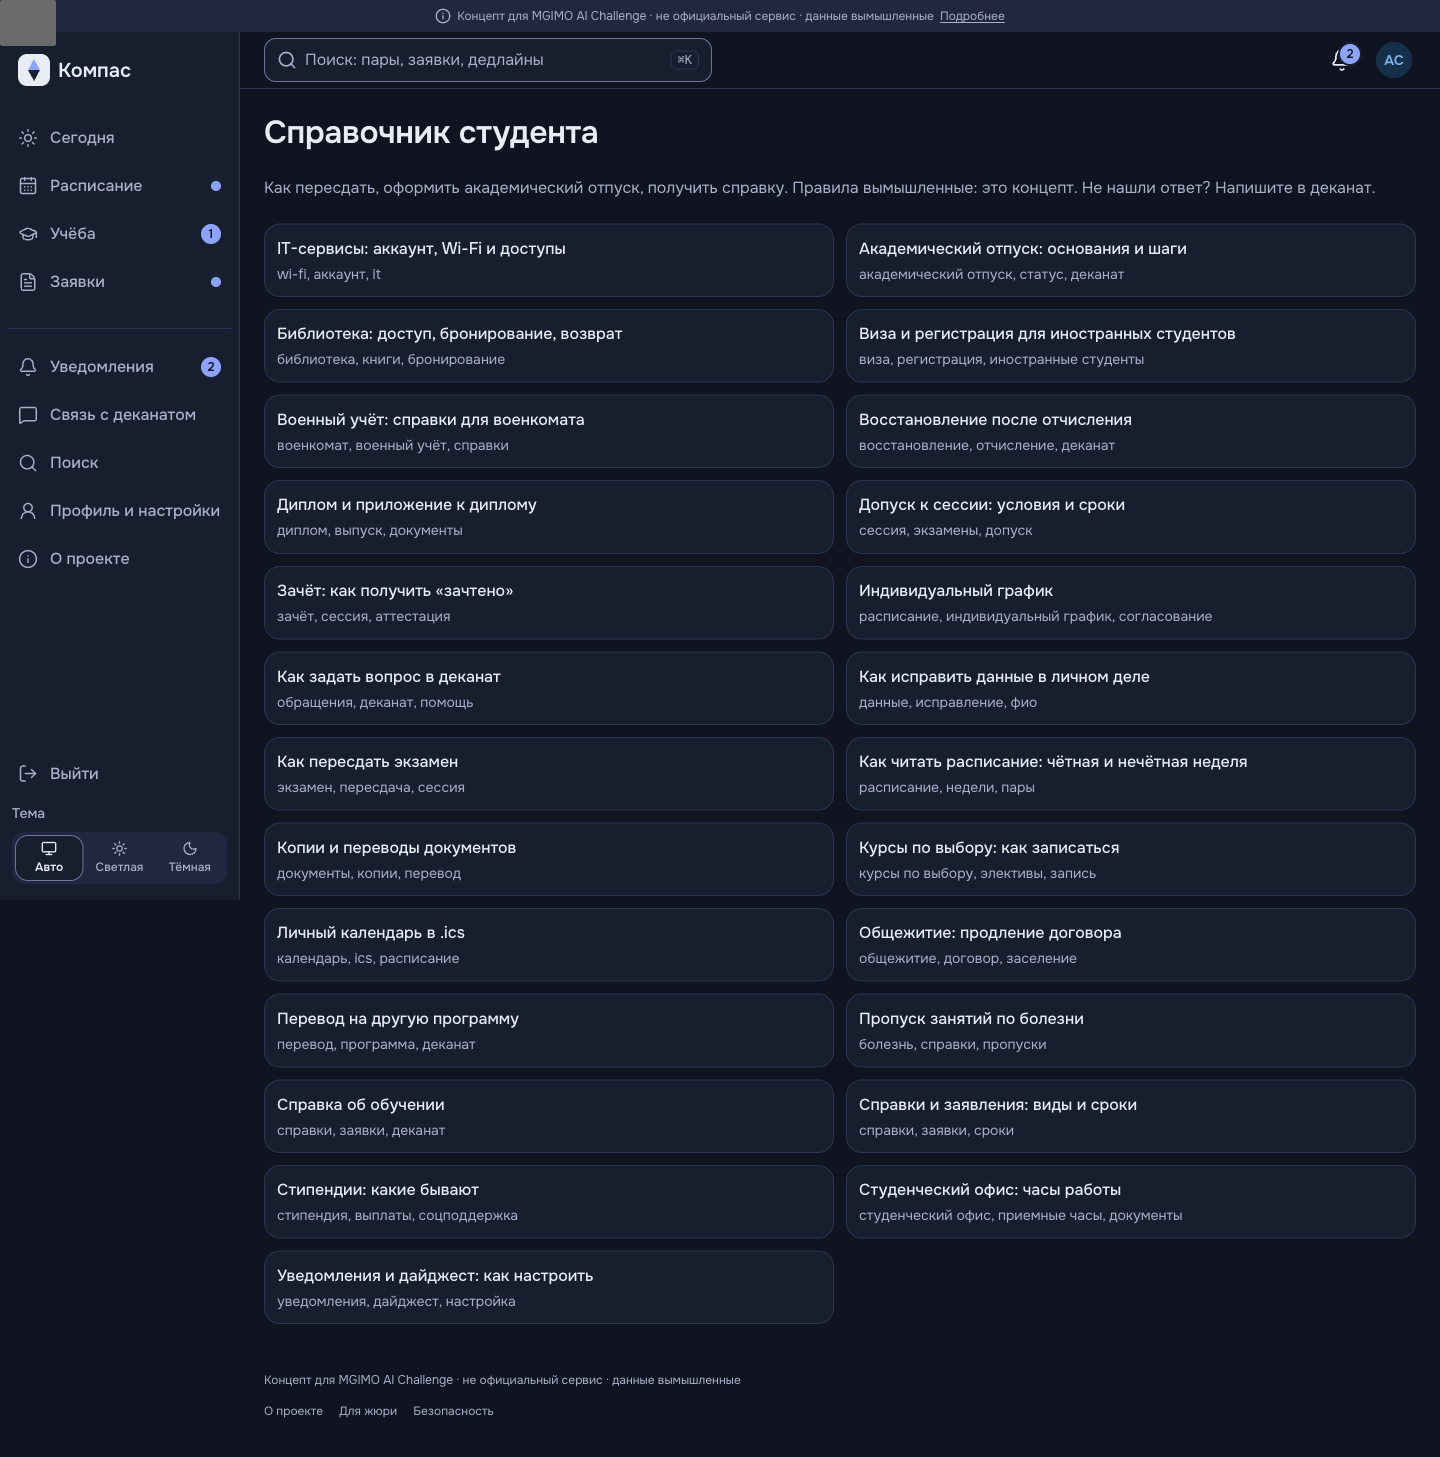 Концепт для MGIMO AI Challenge · не официальный сервис · данные вымышленные Подробнее
Компас
Поиск: пары, заявки, дедлайны
⌘K
2
АС
Сегодня
Расписание
Учёба
1
Заявки
Уведомления
2
Связь с деканатом
Поиск
Профиль и настройки
О проекте
Выйти
Тема
Авто
Светлая
Тёмная
Справочник студента
Как пересдать, оформить академический отпуск, получить справку. Правила вымышленные: это концепт. Не нашли ответ? Напишите в деканат.
IT-сервисы: аккаунт, Wi-Fi и доступы
wi-fi, аккаунт, it
Академический отпуск: основания и шаги
академический отпуск, статус, деканат
Библиотека: доступ, бронирование, возврат
библиотека, книги, бронирование
Виза и регистрация для иностранных студентов
виза, регистрация, иностранные студенты
Военный учёт: справки для военкомата
военкомат, военный учёт, справки
Восстановление после отчисления
восстановление, отчисление, деканат
Диплом и приложение к диплому
диплом, выпуск, документы
Допуск к сессии: условия и сроки
сессия, экзамены, допуск
Зачёт: как получить «зачтено»
зачёт, сессия, аттестация
Индивидуальный график
расписание, индивидуальный график, согласование
Как задать вопрос в деканат
обращения, деканат, помощь
Как исправить данные в личном деле
данные, исправление, фио
Как пересдать экзамен
экзамен, пересдача, сессия
Как читать расписание: чётная и нечётная неделя
расписание, недели, пары
Копии и переводы документов
документы, копии, перевод
Курсы по выбору: как записаться
курсы по выбору, элективы, запись
Личный календарь в .ics
календарь, ics, расписание
Общежитие: продление договора
общежитие, договор, заселение
Перевод на другую программу
перевод, программа, деканат
Пропуск занятий по болезни
болезнь, справки, пропуски
Справка об обучении
справки, заявки, деканат
Справки и заявления: виды и сроки
справки, заявки, сроки
Стипендии: какие бывают
стипендия, выплаты, соцподдержка
Студенческий офис: часы работы
студенческий офис, приемные часы, документы
Уведомления и дайджест: как настроить
уведомления, дайджест, настройка
Концепт для MGIMO AI Challenge · не официальный сервис · данные вымышленные
О проекте Для жюри Безопасность